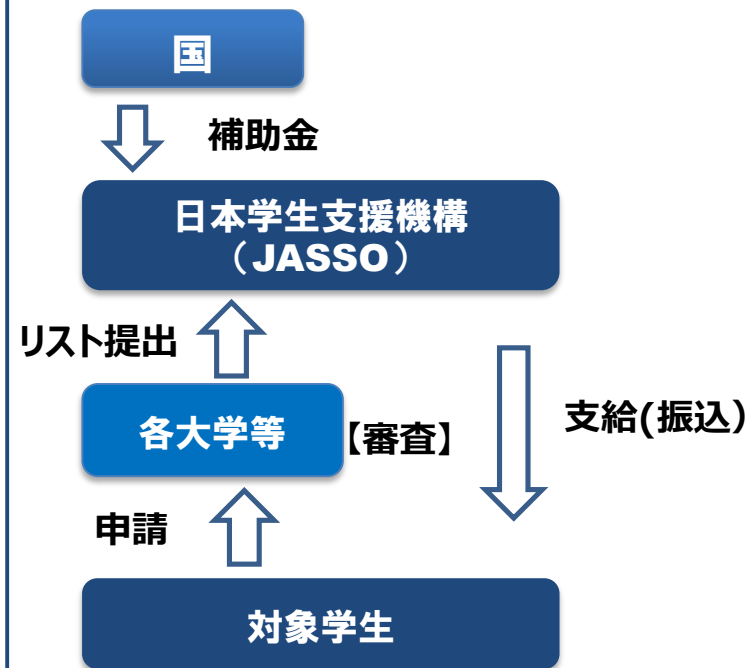 国
補助金
日本学生支援機構
（JASSO）
リスト提出
各大学等
【審査】
支給(振込）
申請
対象学生